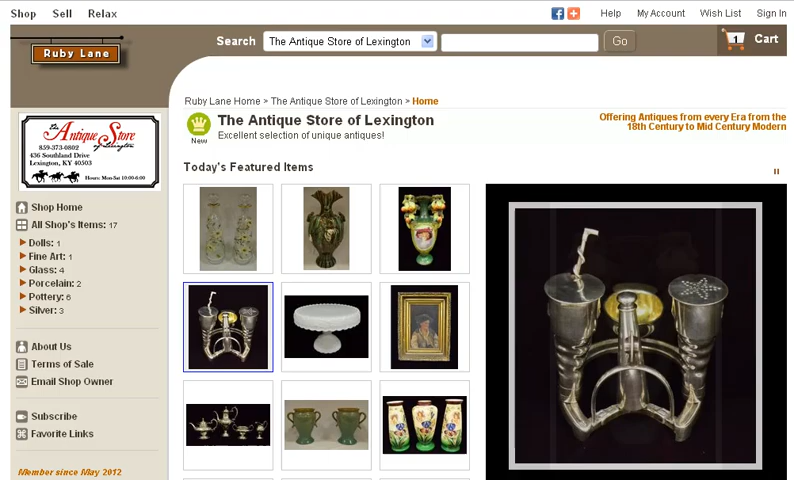 Shop Sell Relax
Help My Account Wish List Sign In
Ruby Lane
Search The Antique Store of Lexington Go 1 Cart
Ruby Lane Home > The Antique Store of Lexington > Home
The Antique Store of Lexington
New
Excellent selection of unique antiques!
Offering Antiques from every Era from the
18th Century to Mid Century Modern
The Antique Store
of Lexington
859-373-0802
436 Southland Drive
Lexington, KY 40503
Hours: Mon-Sat 10:00-6:00
Today's Featured Items
Shop Home
All Shop's Items: 17
Dolls: 1
Fine Art: 1
Glass: 4
Porcelain: 2
Pottery: 6
Silver: 3
About Us
Terms of Sale
Email Shop Owner
Subscribe
Favorite Links
Member since May 2012